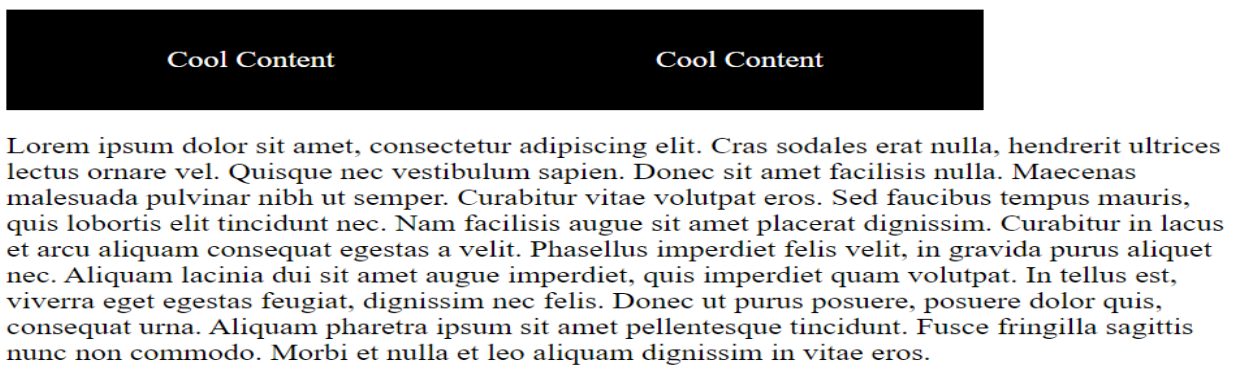 Cool Content Cool Content
Lorem ipsum dolor sit amet, consectetur adipiscing elit. Cras sodales erat nulla, hendrerit ultrices
lectus ornare vel. Quisque nec vestibulum sapien. Donec sit amet facilisis nulla. Maecenas
malesuada pulvinar nibh ut semper. Curabitur vitae volutpat eros. Sed faucibus tempus mauris,
quis lobortis elit tincidunt nec. Nam facilisis augue sit amet placerat dignissim. Curabitur in lacus
et arcu aliquam consequat egestas a velit. Phasellus imperdiet felis velit, in gravida purus aliquet
nec. Aliquam lacinia dui sit amet augue imperdiet, quis imperdiet quam volutpat. In tellus est,
viverra eget egestas feugiat, dignissim nec felis. Donec ut purus posuere, posuere dolor quis,
consequat urna. Aliquam pharetra ipsum sit amet pellentesque tincidunt. Fusce fringilla sagittis
nunc non commodo. Morbi et nulla et leo aliquam dignissim in vitae eros.